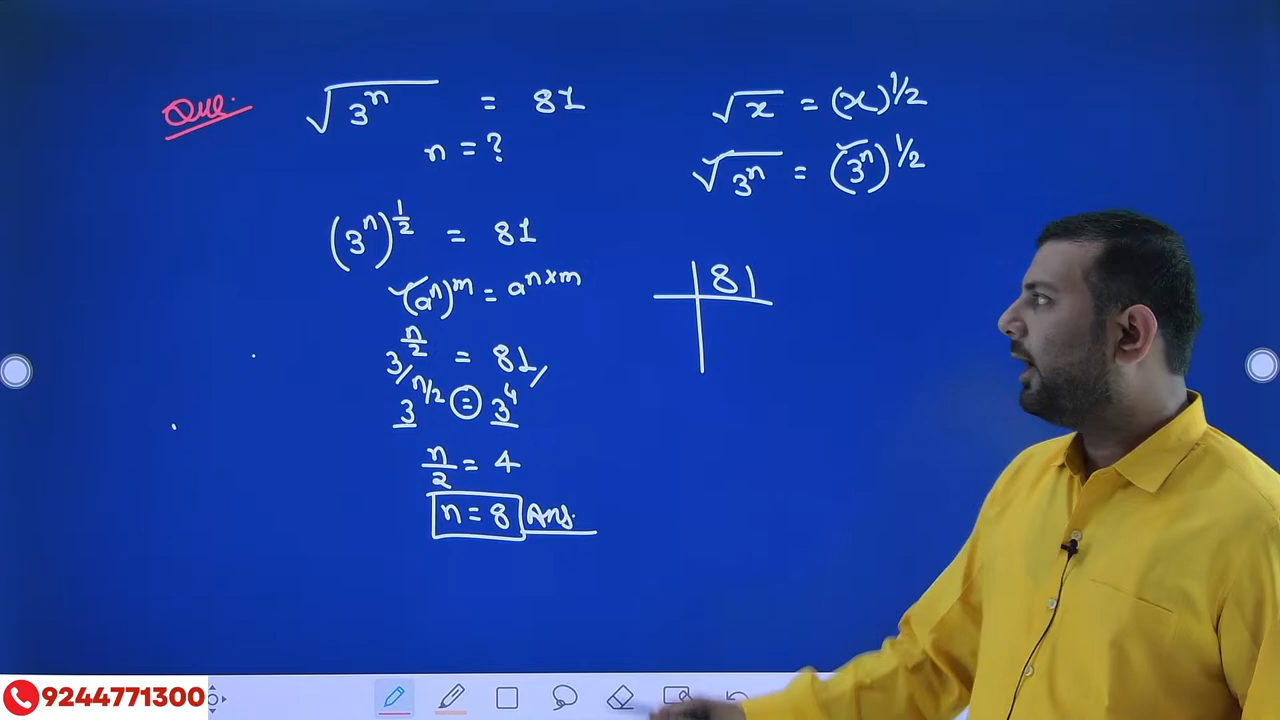 Que. √3ⁿ = 81
n = ?
(3ⁿ)^1/2 = 81
(aⁿ)ᵐ = a^n×m
3^n/2 = 81
3^n/2 = 3⁴
n/2 = 4
n = 8 Ans.
√x = (x)^1/2
√3ⁿ = (3ⁿ)^1/2
81
9244771300